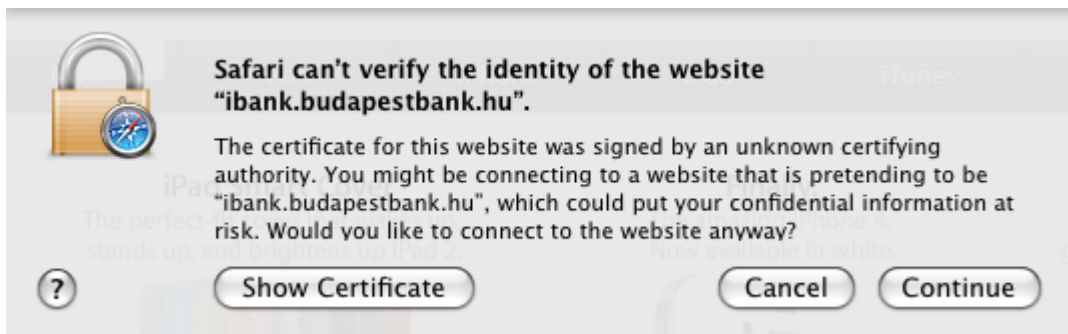 Safari can't verify the identity of the website
"ibank.budapestbank.hu".
iTunes
The certificate for this website was signed by an unknown certifying
authority. You might be connecting to a website that is pretending to be
"ibank.budapestbank.hu", which could put your confidential information at
risk. Would you like to connect to the website anyway?
iPad Smart Cover
Finally.
The perfect-fit cover that wakes up,
stands up, and brightens up iPad 2.
The amazing iPhone 4.
Now available in white.
?
Show Certificate
Cancel
Continue